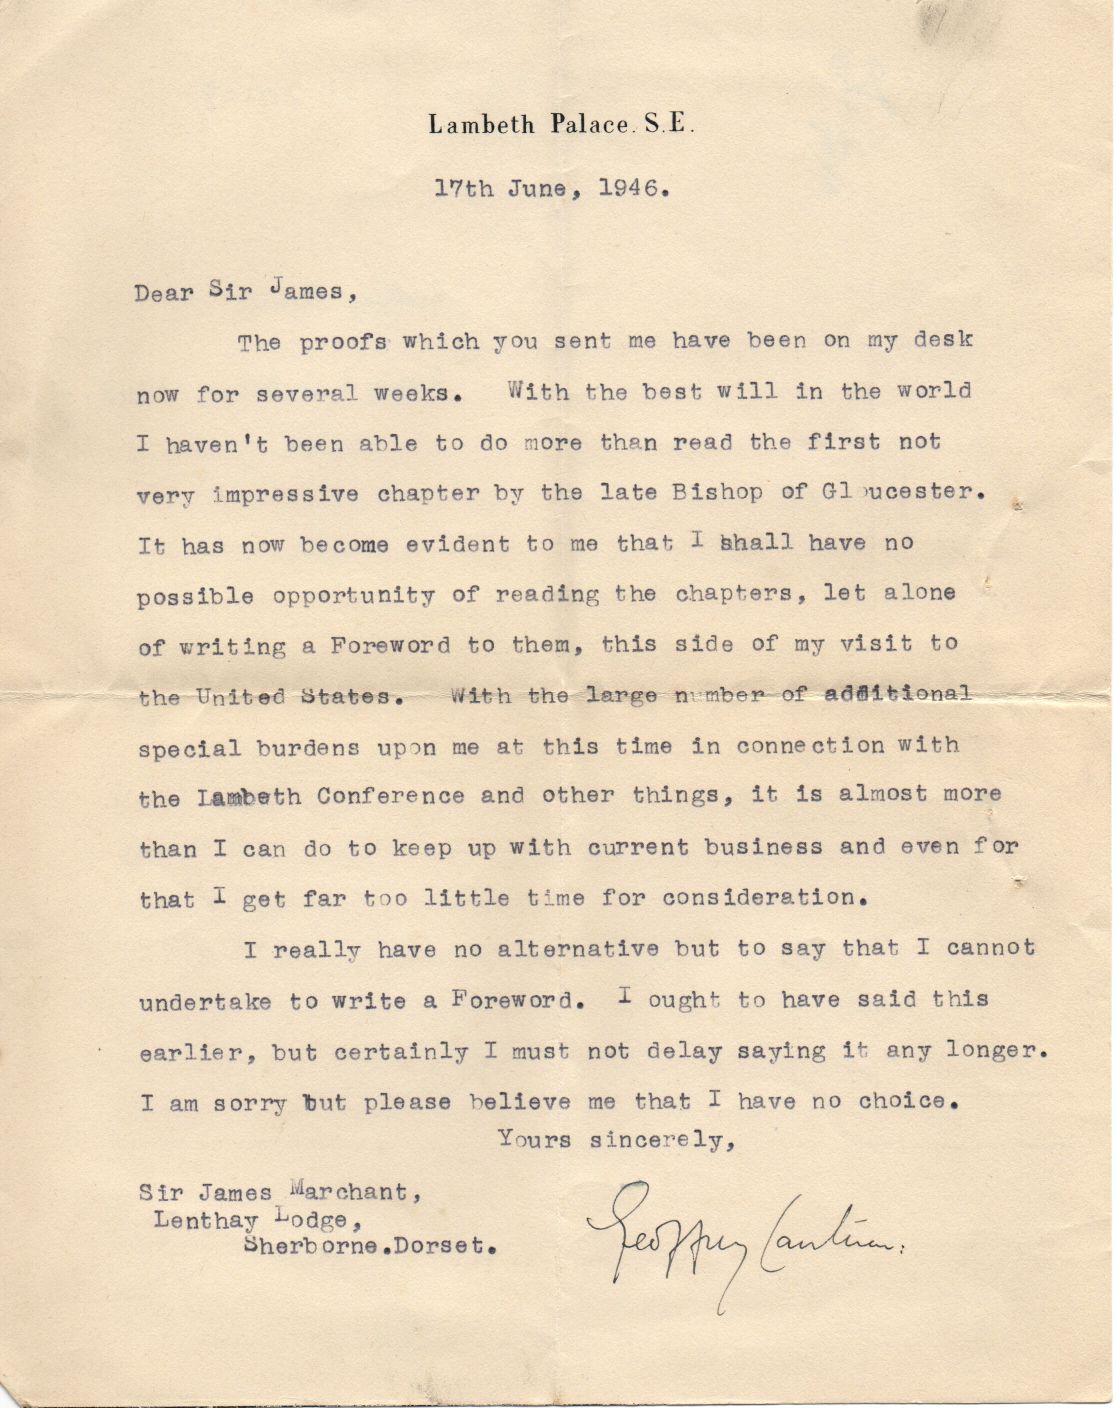 Lambeth Palace. S.E.
17th June, 1946.
Dear Sir James,
The proofs which you sent me have been on my desk
now for several weeks. With the best will in the world
I haven't been able to do more than read the first not
very impressive chapter by the late Bishop of Gloucester.
It has now become evident to me that I shall have no
possible opportunity of reading the chapters, let alone
of writing a Foreword to them, this side of my visit to
the United States. With the large number of additional
special burdens upon me at this time in connection with
the Lambeth Conference and other things, it is almost more
than I can do to keep up with current business and even for
that I get far too little time for consideration.
I really have no alternative but to say that I cannot
undertake to write a Foreword. I ought to have said this
earlier, but certainly I must not delay saying it any longer.
I am sorry but please believe me that I have no choice.
Yours sincerely,
Sir James Marchant,
Lenthay Lodge,
Sherborne.Dorset.
Geoffrey Cantuar: